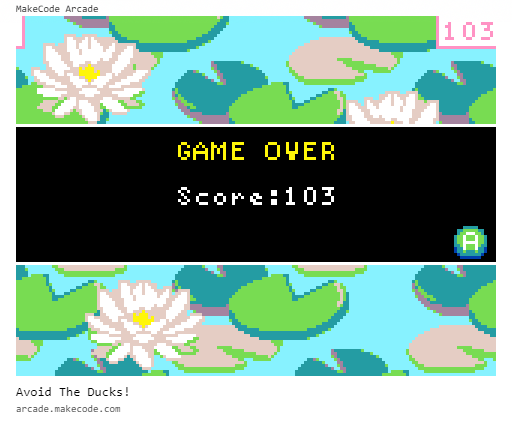 MakeCode Arcade
103
GAME OVER
Score:103
A
Avoid The Ducks!
arcade.makecode.com